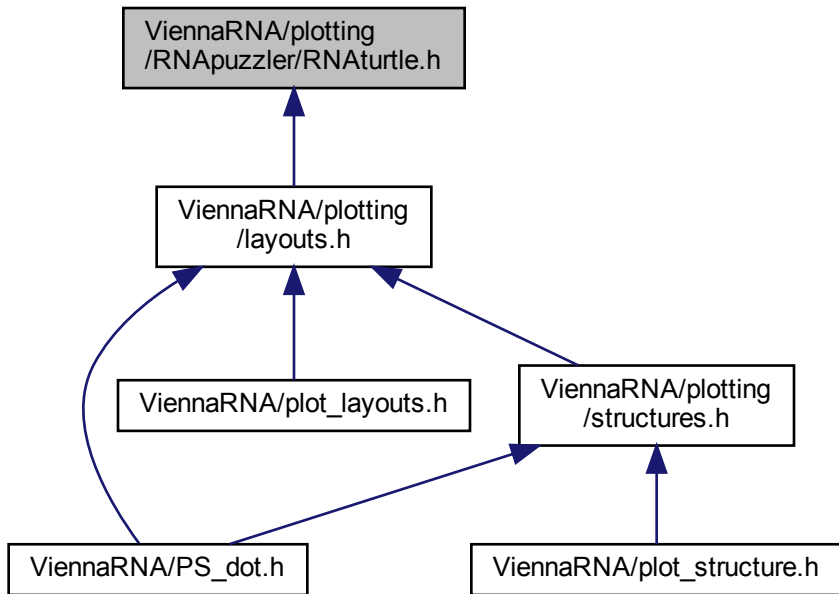 ViennaRNA/plotting
/RNApuzzler/RNAturtle.h
ViennaRNA/plotting
/layouts.h
ViennaRNA/plot_layouts.h
ViennaRNA/plotting
/structures.h
ViennaRNA/PS_dot.h
ViennaRNA/plot_structure.h